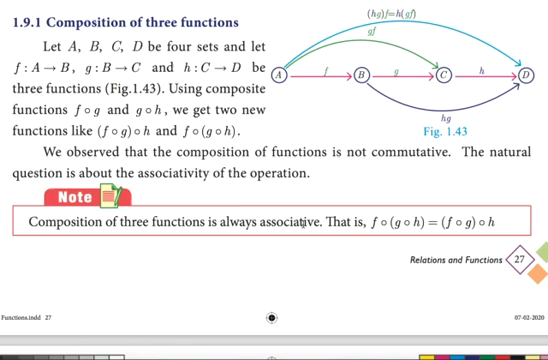 1.9.1 Composition of three functions
Let A, B, C, D be four sets and let
f : A → B, g : B → C and h : C → D be
three functions (Fig.1.43). Using composite
functions f ∘ g and g ∘ h, we get two new
functions like (f ∘ g) ∘ h and f ∘ (g ∘ h).
(hg)f=h(gf)
gf
A f B g C h D
hg
Fig. 1.43
We observed that the composition of functions is not commutative. The natural
question is about the associativity of the operation.
Note
Composition of three functions is always associative. That is, f ∘ (g ∘ h) = (f ∘ g) ∘ h
Relations and Functions 27
Functions.indd 27
07-02-2020